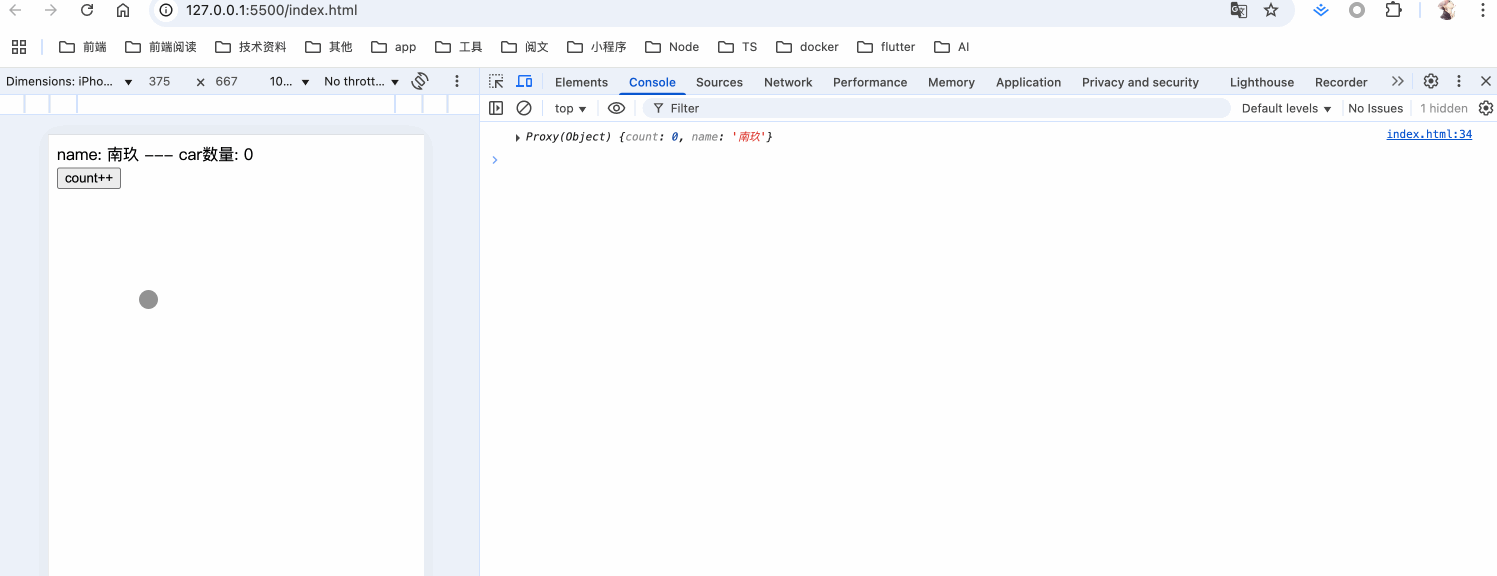 127.0.0.1:5500/index.html
前端 前端阅读 技术资料 其他 app 工具 阅文 小程序 Node TS docker flutter AI
Dimensions: iPho... 375 × 667 10... No thrott...
Elements Console Sources Network Performance Memory Application Privacy and security Lighthouse Recorder
top Filter Default levels No Issues 1 hidden
name: 南玖 --- car数量: 0
count++
Proxy(Object) {count: 0, name: '南玖'} index.html:34